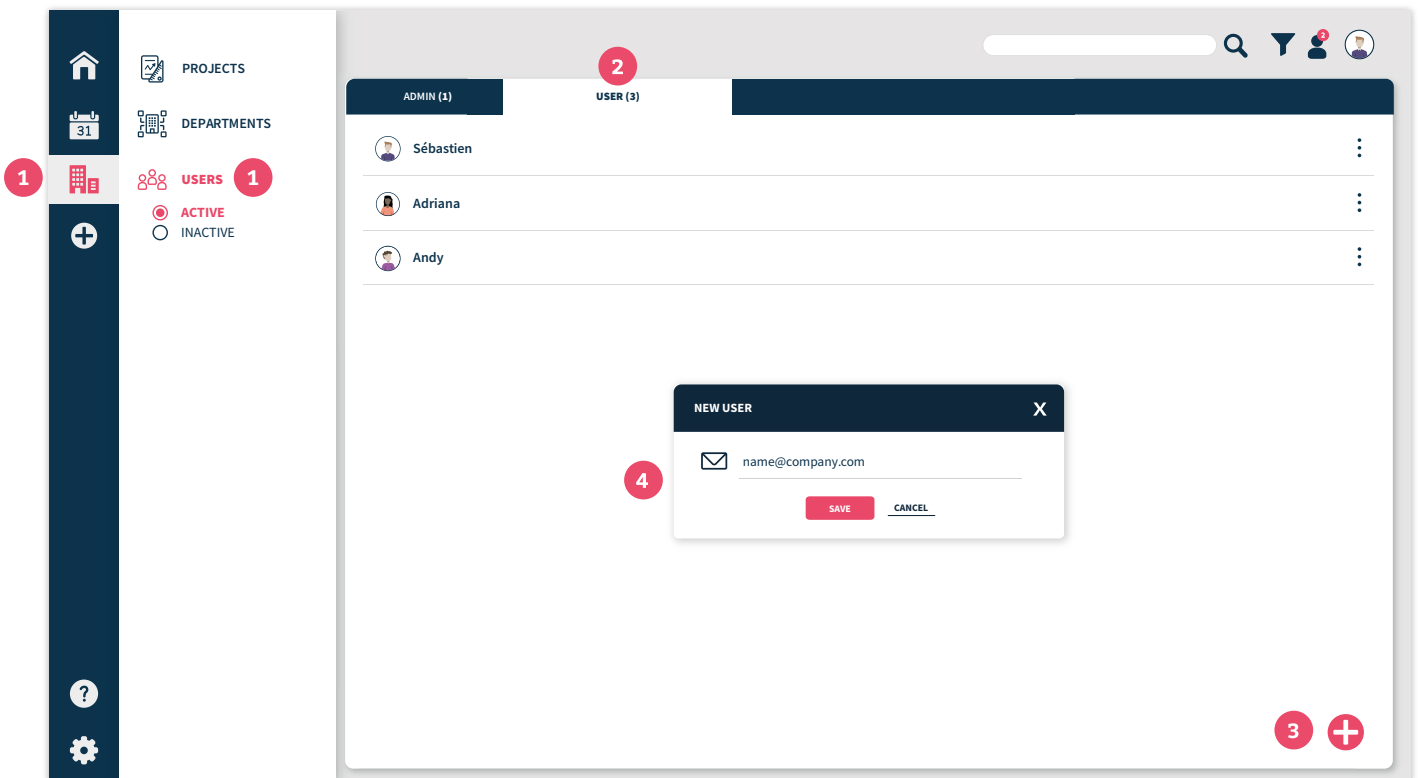 2
31
PROJECTS
DEPARTMENTS
1
USERS
1
ACTIVE
INACTIVE
2
ADMIN (1)
USER (3)
Sébastien
Adriana
Andy
NEW USER
X
4
name@company.com
SAVE
CANCEL
?
3